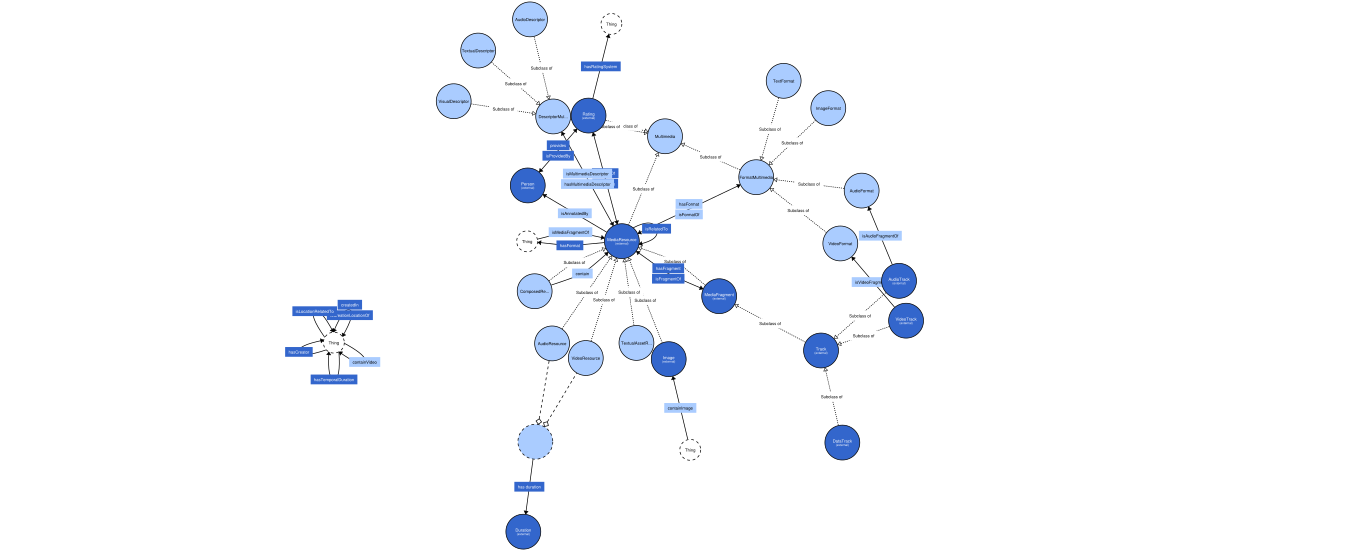 AudioDescriptor
Thing
TextualDescriptor
hasRatingSystem
Subclass of
TextFormat
Subclass of
VisualDescriptor
ImageFormat
Subclass of
DescriptorMul...
Rating
(external)
Subclass of
Multimedia
Subclass of
Subclass of
provides
isProvidedBy
Subclass of
isMultimediaDescriptor
hasMultimediaDescriptor
FormatMultimedia
Person
(external)
Subclass of
AudioFormat
hasFormat
isFormatOf
Subclass of
isAnnotatedBy
isMediaFragmentOf
isRelatedTo
isAudioFragmentOf
Thing
hasFormat
MediaResource
(external)
VideoFormat
Subclass of
Subclass of
contain
hasFragment
isFragmentOf
AudioTrack
(external)
ComposedRe...
Subclass of
Subclass of
Subclass of
Subclass of
MediaFragment
(external)
createdIn
isLocationRelatedTo
Subclass of
VideoTrack
(external)
Subclass of
Subclass of
Thing
hasCreator
containVideo
hasTemporalDuration
AudioResource
VideoResource
TextualAssetR...
Image
(external)
Track
(external)
Subclass of
containImage
Thing
DataTrack
(external)
has duration
Duration
(external)